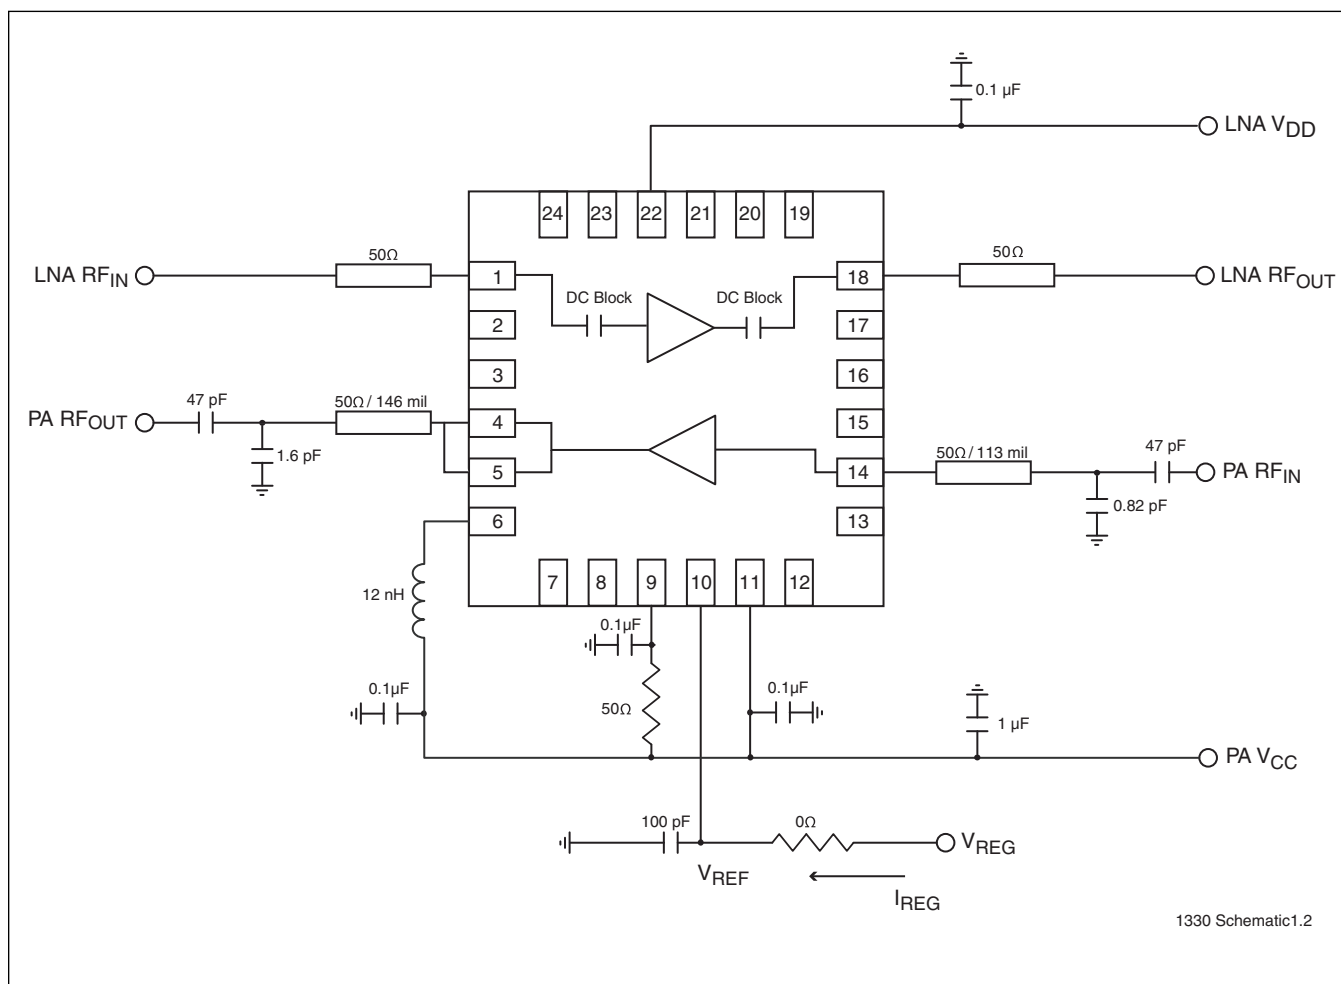 0.1 µF
LNA VDD
24 23 22 21 20 19
LNA RFIN
50Ω
1
DC Block
DC Block
18
50Ω
LNA RFOUT
2
17
3
16
PA RFOUT
47 pF
1.6 pF
50Ω / 146 mil
4
15
5
14
50Ω / 113 mil
47 pF
0.82 pF
PA RFIN
6
13
7 8 9 10 11 12
12 nH
0.1µF
0.1µF
50Ω
0.1µF
1 µF
PA VCC
100 pF
0Ω
VREG
VREF
IREG
1330 Schematic1.2